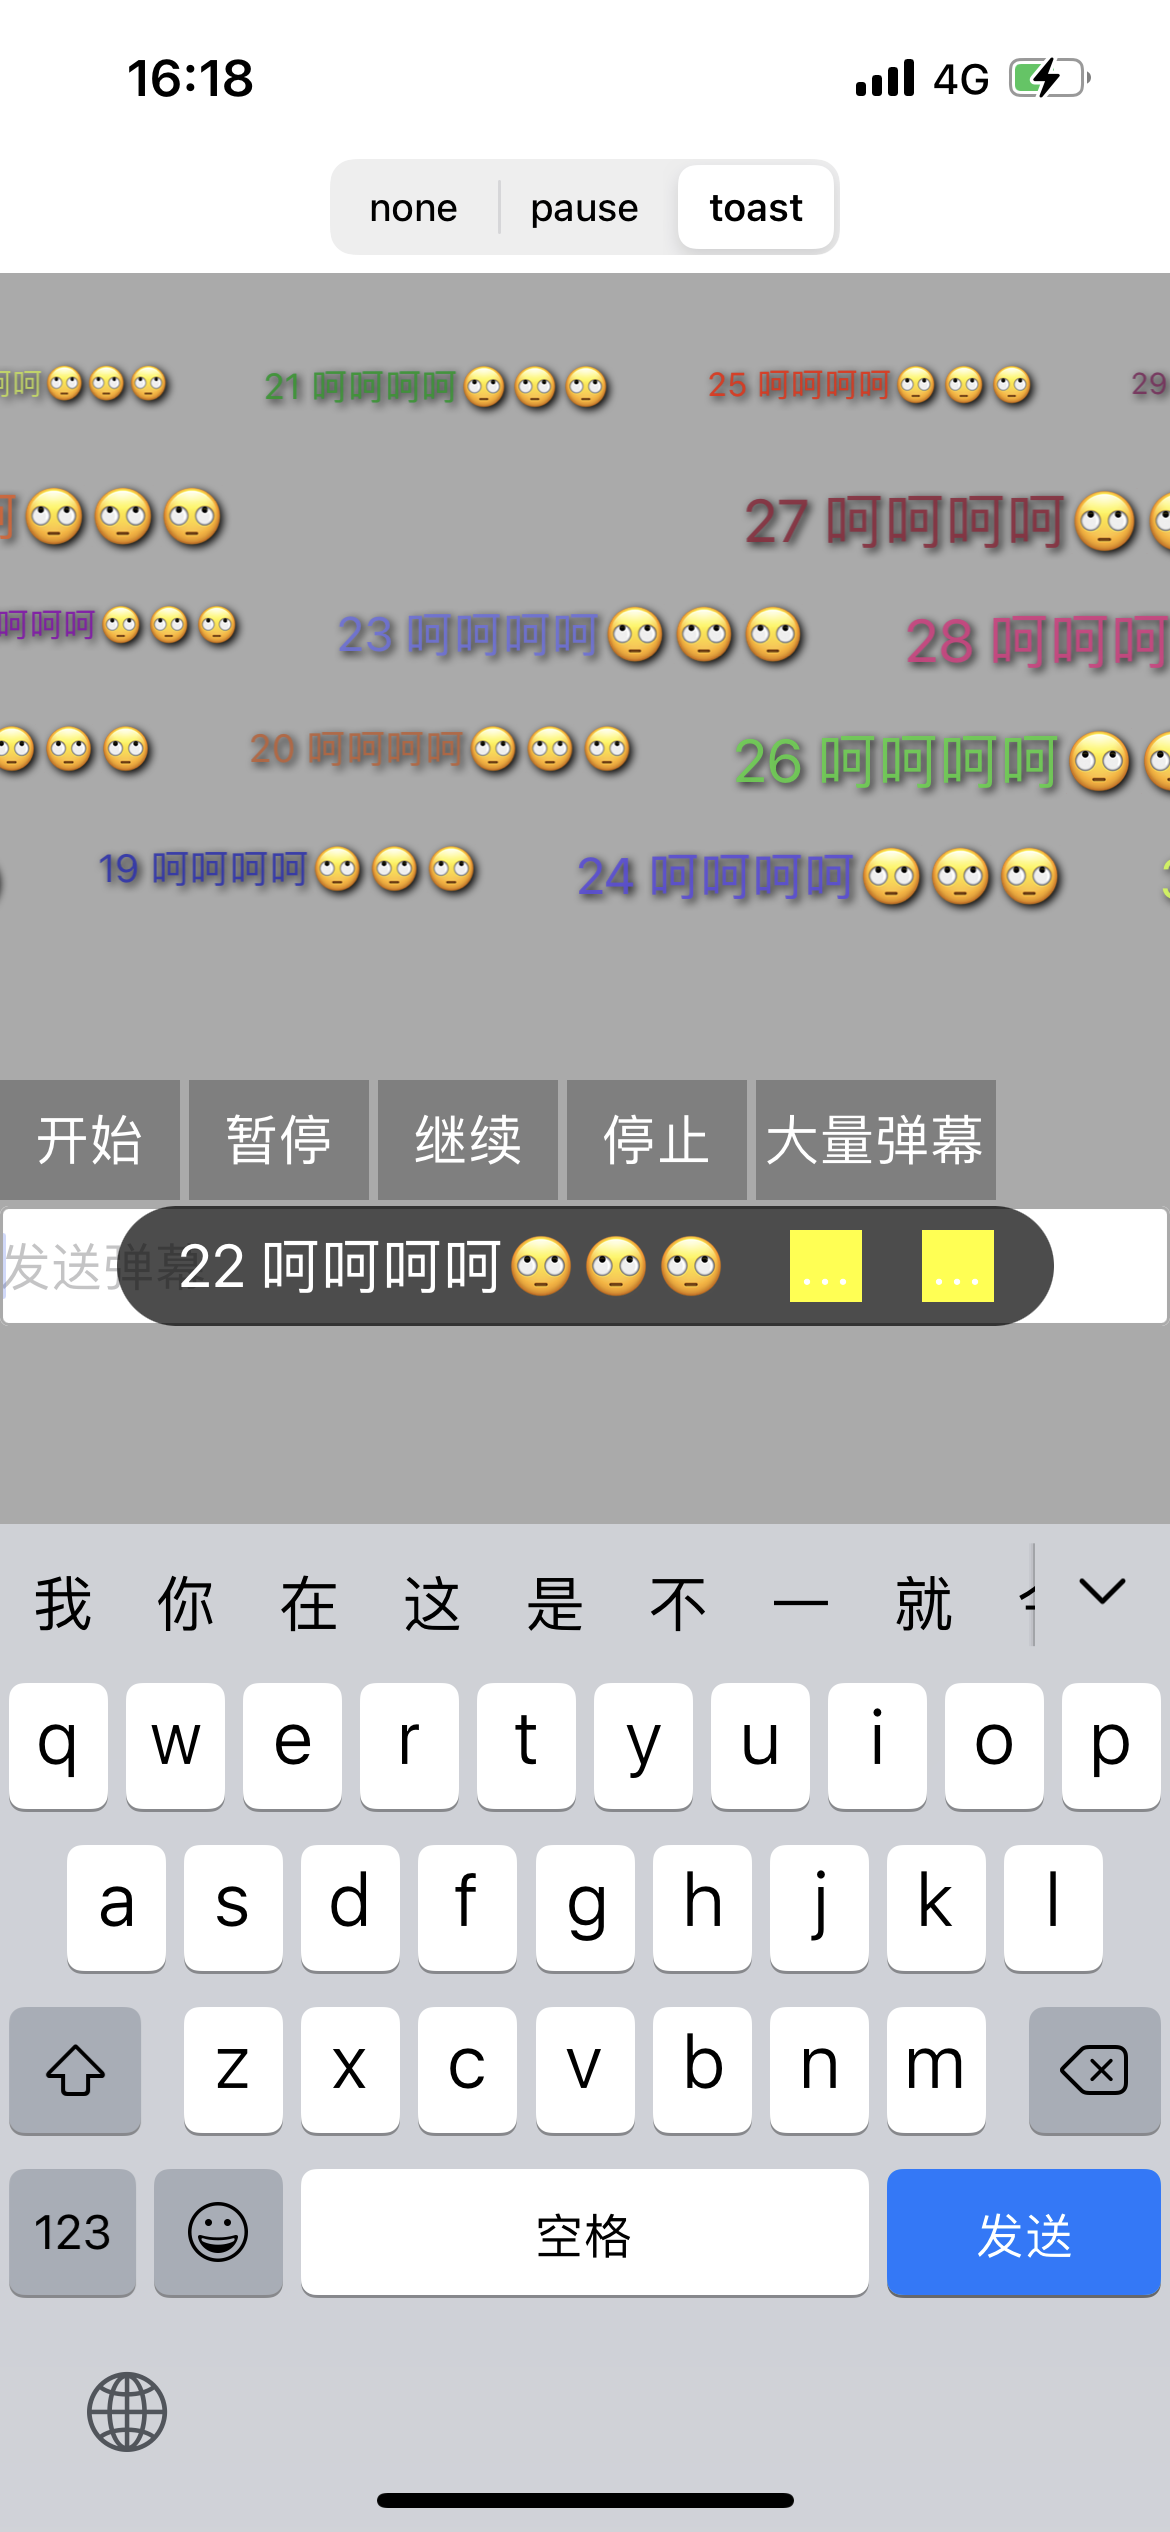 16:18 4G
none pause toast
呵呵🙄🙄🙄 21 呵呵呵呵🙄🙄🙄 25 呵呵呵呵🙄🙄🙄 29
呵🙄🙄🙄 27 呵呵呵呵🙄🙄
呵呵呵🙄🙄🙄 23 呵呵呵呵🙄🙄🙄 28 呵呵呵
🙄🙄🙄 20 呵呵呵呵🙄🙄🙄 26 呵呵呵呵🙄🙄
19 呵呵呵呵🙄🙄🙄 24 呵呵呵呵🙄🙄🙄
开始 暂停 继续 停止 大量弹幕
发送弹幕
22 呵呵呵呵🙄🙄🙄 ... ...
我 你 在 这 是 不 一 就
q w e r t y u i o p
a s d f g h j k l
z x c v b n m
123 空格 发送